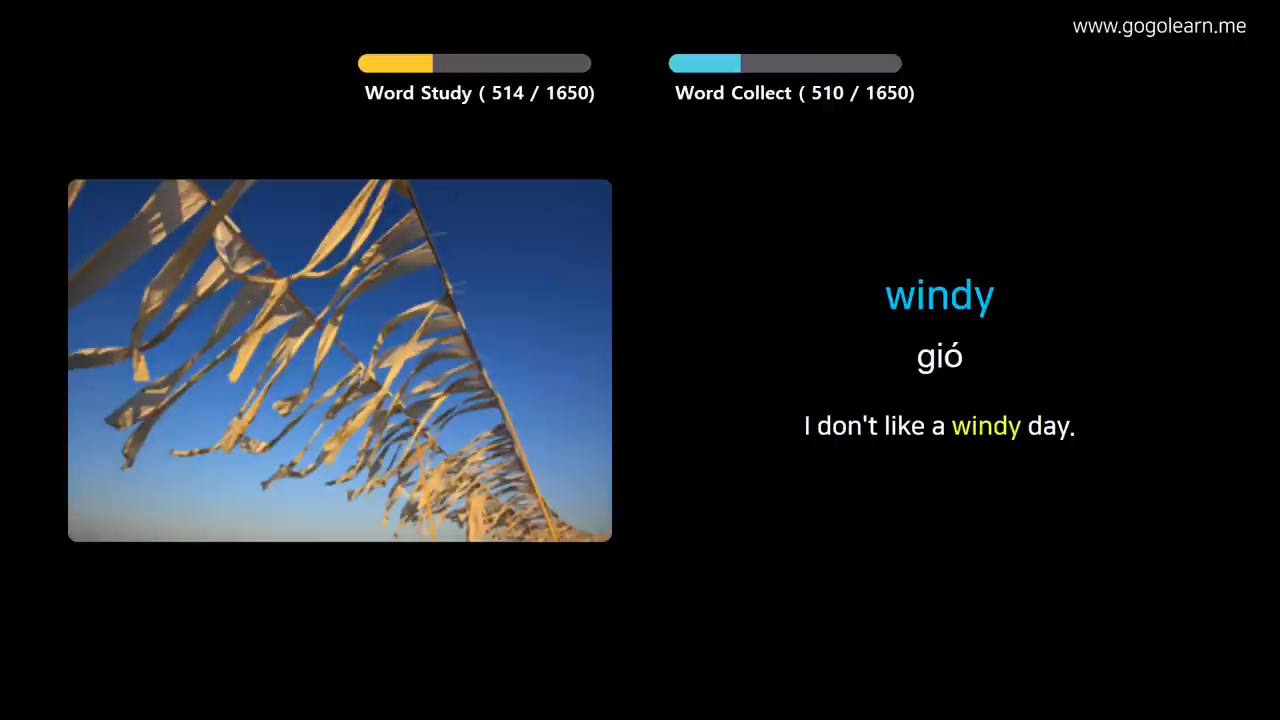 www.gogolearn.me
Word Study ( 514 / 1650)
Word Collect ( 510 / 1650)
windy
gió
I don't like a windy day.